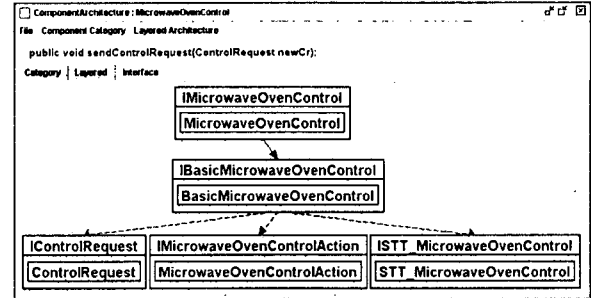 ComponentArchitecture : MicrowaveOvenControl
File Component Category Layered Architecture
public void sendControlRequest(ControlRequest newCr);
Category Layered Interface
IMicrowaveOvenControl
MicrowaveOvenControl
IBasicMicrowaveOvenControl
BasicMicrowaveOvenControl
IControlRequest IMicrowaveOvenControlAction ISTT_MicrowaveOvenControl
ControlRequest MicrowaveOvenControlAction STT_MicrowaveOvenControl